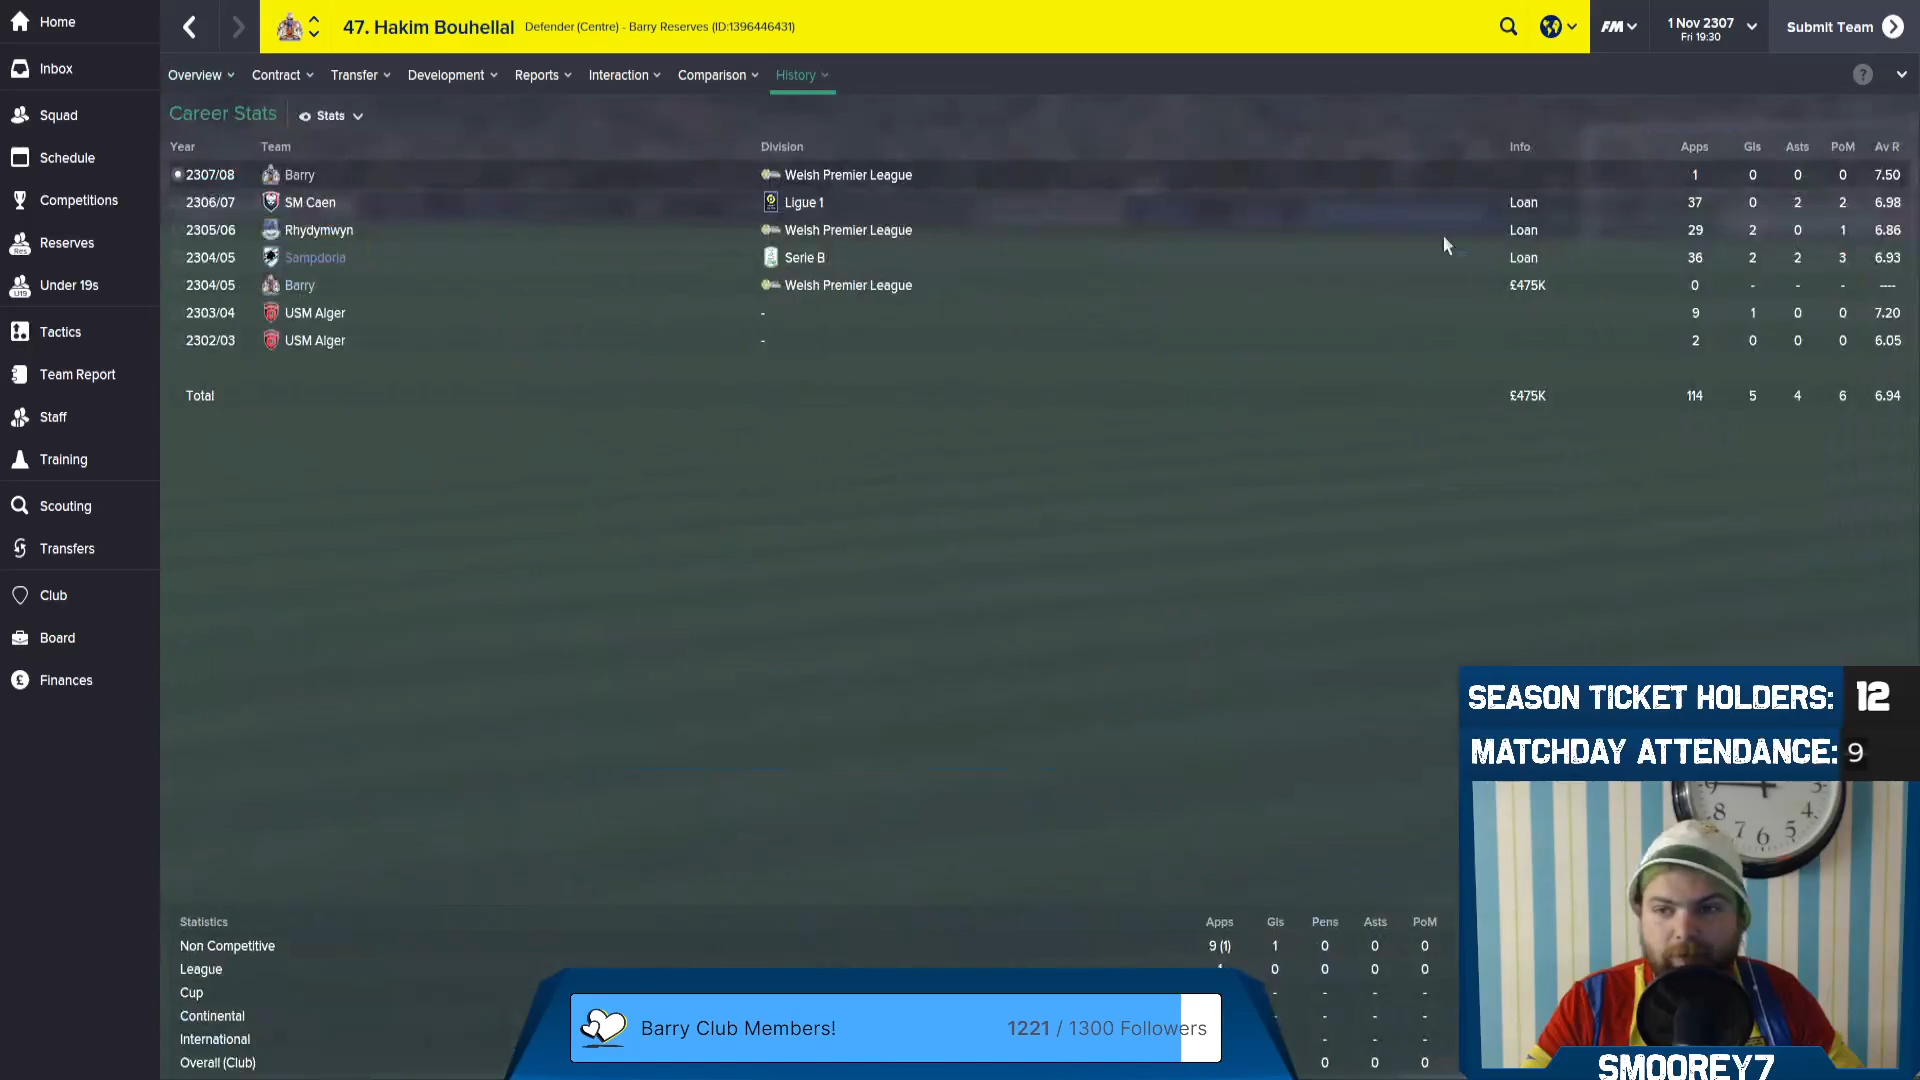 Home
47. Hakim Bouhellal Defender (Centre) - Barry Reserves (ID:1396446431)
FM
1 Nov 2307
Fri 19:30
Submit Team
Inbox
Squad
Schedule
Competitions
Reserves
Under 19s
Tactics
Team Report
Staff
Training
Scouting
Transfers
Club
Board
Finances
Overview Contract Transfer Development Reports Interaction Comparison History ?
Career Stats Stats
Year Team Division Info Apps Gls Asts PoM Av R
2307/08 Barry Welsh Premier League 1 0 0 0 7.50
2306/07 SM Caen Ligue 1 Loan 37 0 2 2 6.98
2305/06 Rhydymwyn Welsh Premier League Loan 29 2 0 1 6.86
2304/05 Sampdoria Serie B Loan 36 2 2 3 6.93
2304/05 Barry Welsh Premier League £475K 0 - - - ----
2303/04 USM Alger - 9 1 0 0 7.20
2302/03 USM Alger - 2 0 0 0 6.05
Total £475K 114 5 4 6 6.94
SEASON TICKET HOLDERS: 12
MATCHDAY ATTENDANCE: 9
Statistics Apps Gls Pens Asts PoM
Non Competitive 9 (1) 1 0 0 0
League 0 0 0 0
Cup - - - -
Continental - - - -
International - - - -
Overall (Club) 0 0 0
Barry Club Members! 1221 / 1300 Followers
9 3
8 4
7 6 5
SMOOREY7